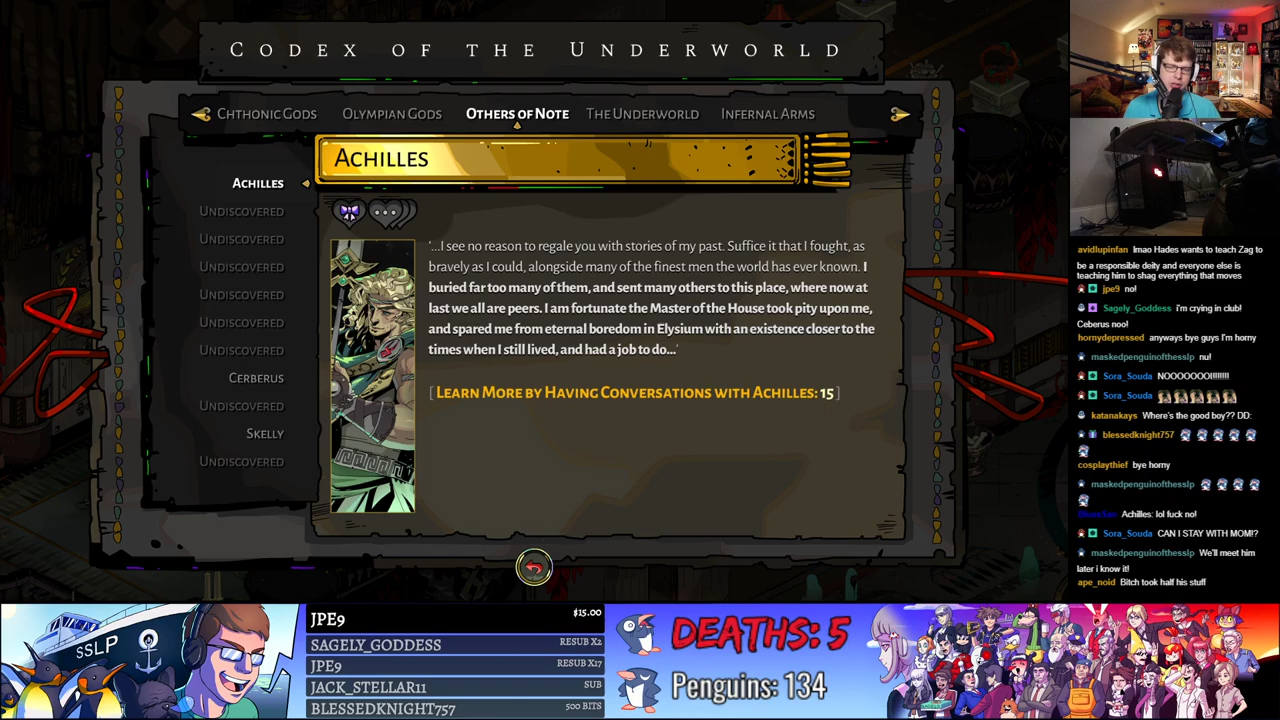 CODEX OF THE UNDERWORLD
CHTHONIC GODS OLYMPIAN GODS OTHERS OF NOTE THE UNDERWORLD INFERNAL ARMS
ACHILLES
ACHILLES
UNDISCOVERED
UNDISCOVERED
UNDISCOVERED
UNDISCOVERED
UNDISCOVERED
UNDISCOVERED
CERBERUS
UNDISCOVERED
SKELLY
UNDISCOVERED
'...I see no reason to regale you with stories of my past. Suffice it that I fought, as
bravely as I could, alongside many of the finest men the world has ever known. I
buried far too many of them, and sent many others to this place, where now at
last we all are peers. I am fortunate the Master of the House took pity upon me,
and spared me from eternal boredom in Elysium with an existence closer to the
times when I still lived, and had a job to do...'
[ LEARN MORE BY HAVING CONVERSATIONS WITH ACHILLES: 15 ]
avidlupinfan lmao Hades wants to teach Zag to
be a responsible deity and everyone else is
teaching him to shag everything that moves
jpe9 no!
Sagely_Goddess i'm crying in club!
Ceberus noo!
hornydepressed anyways bye guys I'm horny
maskedpenguinofthesslp nu!
Sora_Souda NOOOOOOO!!!!!!!!
Sora_Souda
katanakays Where's the good boy?? DD:
blessedknight757
cosplaythief bye horny
maskedpenguinofthesslp
Achilles: lol fuck no!
Sora_Souda CAN I STAY WITH MOM!?
maskedpenguinofthesslp We'll meet him
later i know it!
ape_noid Bitch took half his stuff
SSLP
JPE9 $15.00
SAGELY_GODDESS RESUB X2
JPE9 RESUB X17
JACK_STELLAR11 SUB
BLESSEDKNIGHT757 500 BITS
DEATHS: 5
Penguins: 134